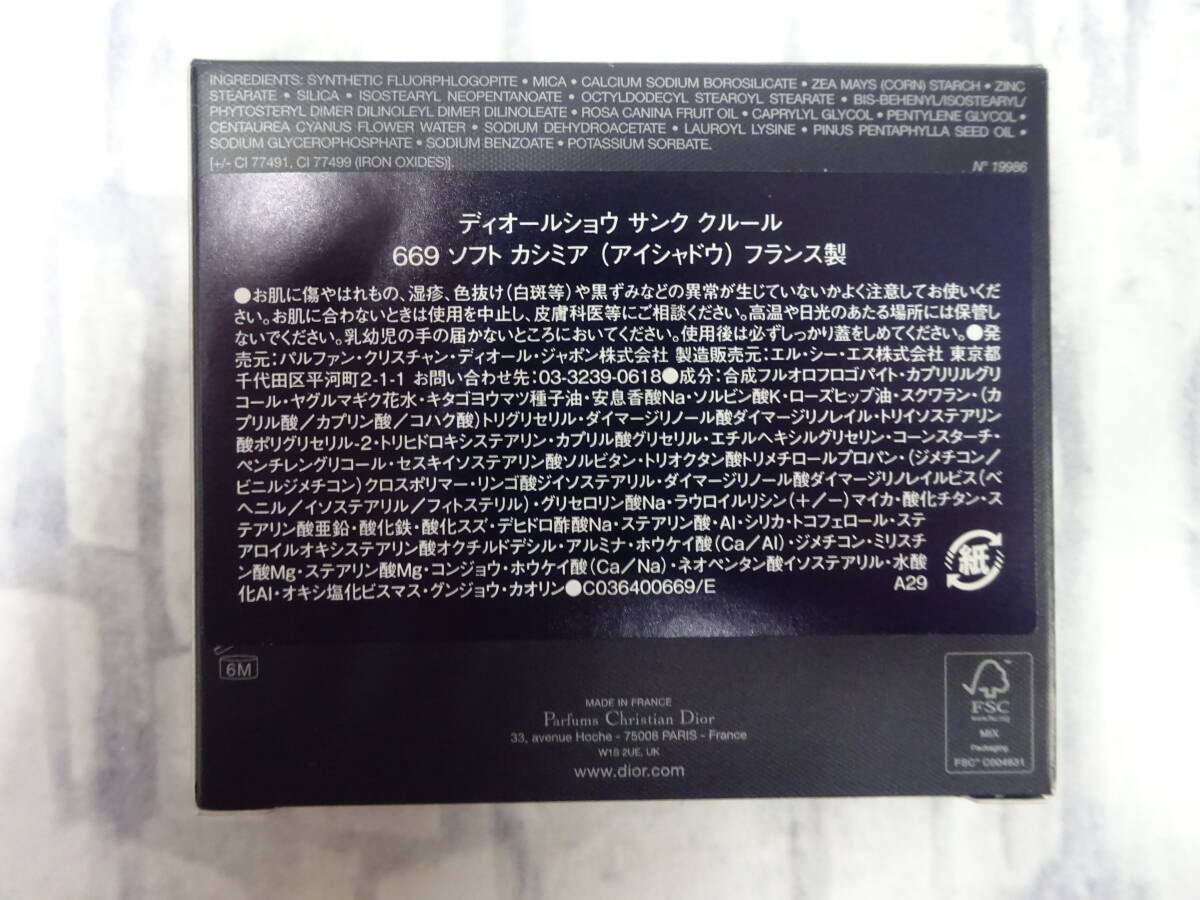 INGREDIENTS: SYNTHETIC FLUORPHLOGOPITE • MICA • CALCIUM SODIUM BOROSILICATE • ZEA MAYS (CORN) STARCH • ZINC
STEARATE • SILICA • ISOSTEARYL NEOPENTANOATE • OCTYLDODECYL STEAROYL STEARATE • BIS-BEHENYL/ISOSTEARYL/
PHYTOSTERYL DIMER DILINOLEYL DIMER DILINOLEATE • ROSA CANINA FRUIT OIL • CAPRYLYL GLYCOL • PENTYLENE GLYCOL •
CENTAUREA CYANUS FLOWER WATER • SODIUM DEHYDROACETATE • LAUROYL LYSINE • PINUS PENTAPHYLLA SEED OIL •
SODIUM GLYCEROPHOSPHATE • SODIUM BENZOATE • POTASSIUM SORBATE.
[+/- CI 77491, CI 77499 (IRON OXIDES)].
N° 19986
ディオールショウ サンク クルール
669 ソフト カシミア (アイシャドウ) フランス製
●お肌に傷やはれもの、湿疹、色抜け(白斑等)や黒ずみなどの異常が生じていないかよく注意してお使いくだ
さい。お肌に合わないときは使用を中止し、皮膚科医等にご相談ください。高温や日光のあたる場所には保管し
ないでください。乳幼児の手の届かないところにおいてください。使用後は必ずしっかり蓋をしめてください。●発
売元:パルファン・クリスチャン・ディオール・ジャポン株式会社 製造販売元:エル・シー・エス株式会社 東京都
千代田区平河町2-1-1 お問い合わせ先:03-3239-0618●成分:合成フルオロフロゴパイト・カプリリルグリ
コール・ヤグルマギク花水・キタゴヨウマツ種子油・安息香酸Na・ソルビン酸K・ローズヒップ油・スクワラン・(カ
プリル酸/カプリン酸/コハク酸)トリグリセリル・ダイマージリノール酸ダイマージリノレイル・トリイソステアリン
酸ポリグリセリル-2・トリヒドロキシステアリン・カプリル酸グリセリル・エチルヘキシルグリセリン・コーンスターチ・
ペンチレングリコール・セスキイソステアリン酸ソルビタン・トリオクタン酸トリメチロールプロパン・(ジメチコン/
ビニルジメチコン)クロスポリマー・リンゴ酸ジイソステアリル・ダイマージリノール酸ダイマージリノレイルビス(ベ
ヘニル/イソステアリル/フィトステリル)・グリセロリン酸Na・ラウロイルリシン(+/−)マイカ・酸化チタン・ス
テアリン酸亜鉛・酸化鉄・酸化スズ・デヒドロ酢酸Na・ステアリン酸・Al・シリカ・トコフェロール・ステ
アロイルオキシステアリン酸オクチルドデシル・アルミナ・ホウケイ酸(Ca/Al)・ジメチコン・ミリスチ
ン酸Mg・ステアリン酸Mg・コンジョウ・ホウケイ酸(Ca/Na)・ネオペンタン酸イソステアリル・水酸
化Al・オキシ塩化ビスマス・グンジョウ・カオリン●C036400669/E
A29
紙
6M
MADE IN FRANCE
Parfums Christian Dior
33, avenue Hoche - 75008 PARIS - France
W1S 2UE, UK
www.dior.com
FSC
MIX
Packaging
FSC® C004631